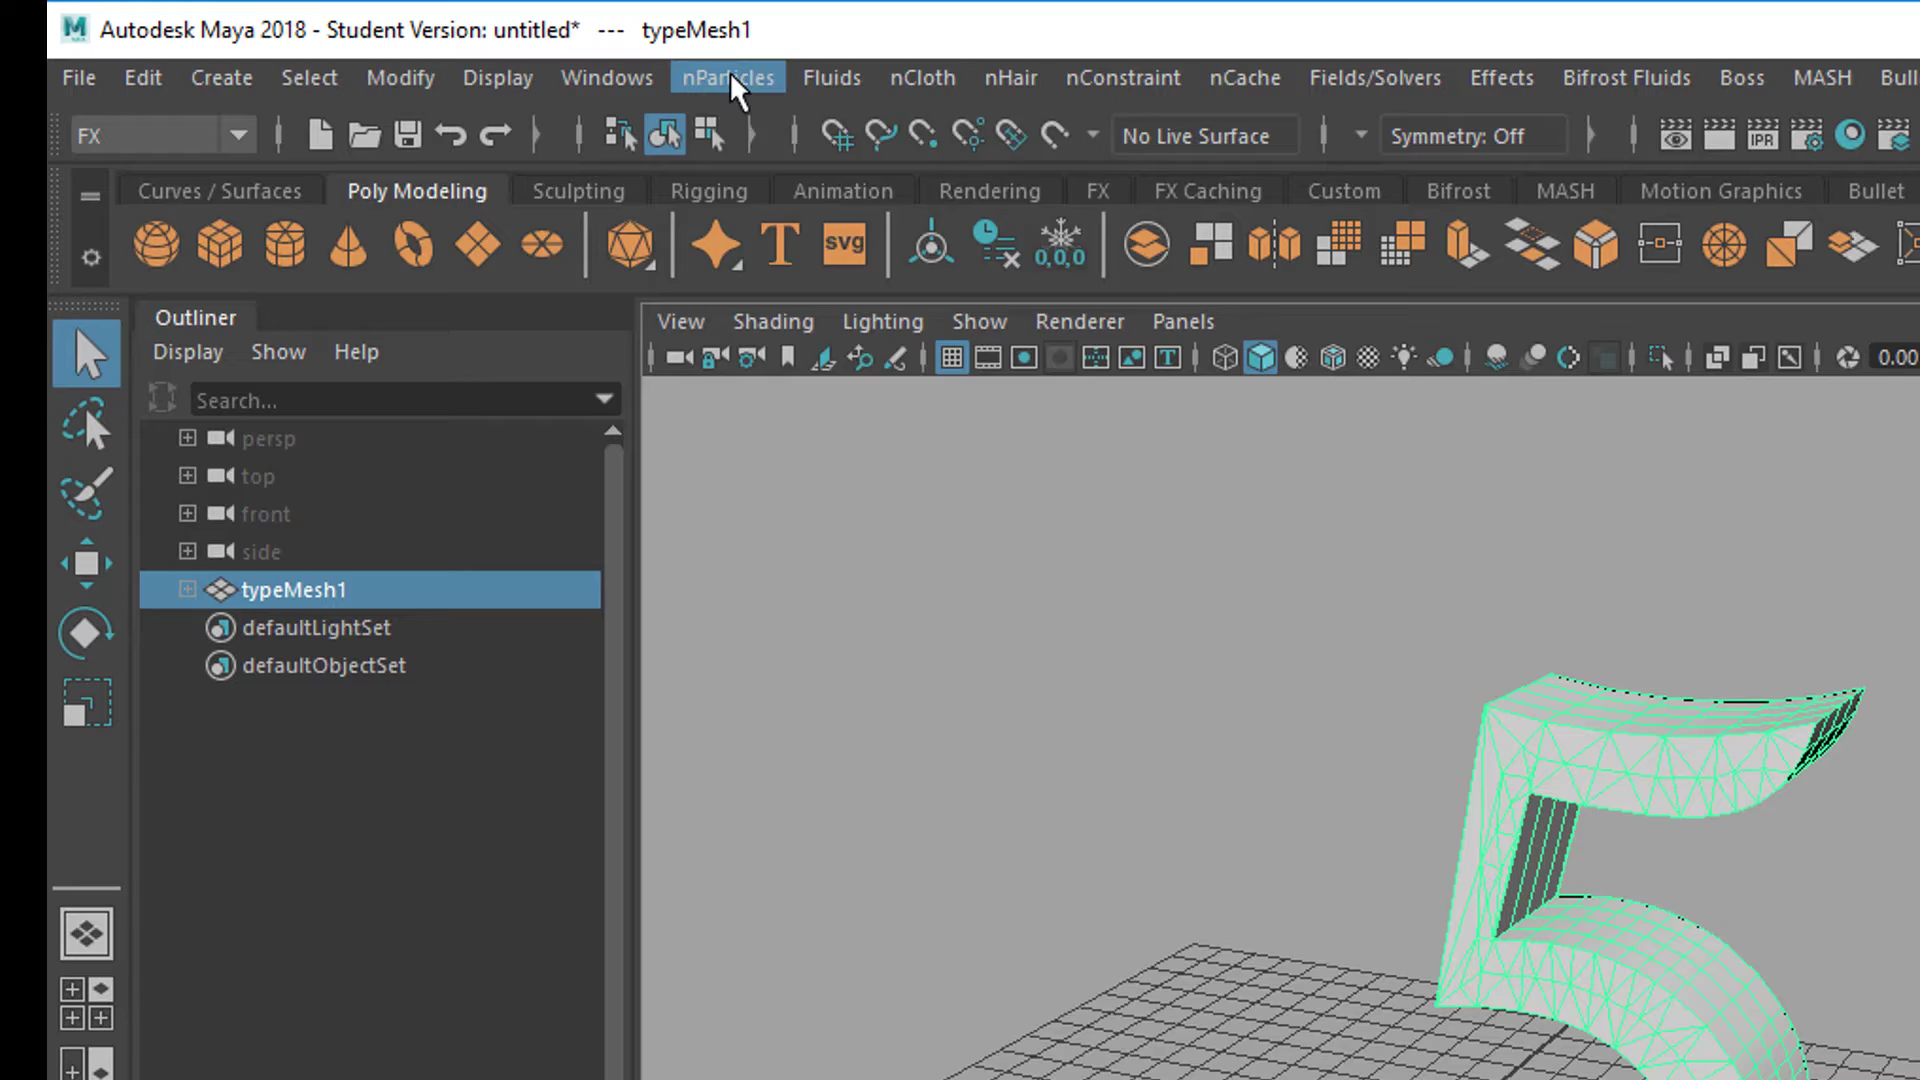 Autodesk Maya 2018 - Student Version: untitled* --- typeMesh1
File Edit Create Select Modify Display Windows nParticles Fluids nCloth nHair nConstraint nCache Fields/Solvers Effects Bifrost Fluids Boss MASH Bull
FX No Live Surface Symmetry: Off IPR
Curves / Surfaces Poly Modeling Sculpting Rigging Animation Rendering FX FX Caching Custom Bifrost MASH Motion Graphics Bullet
T svg 0,0,0
Outliner
View Shading Lighting Show Renderer Panels
Display Show Help
T 0.00
Search...
persp
top
front
side
typeMesh1
defaultLightSet
defaultObjectSet
5